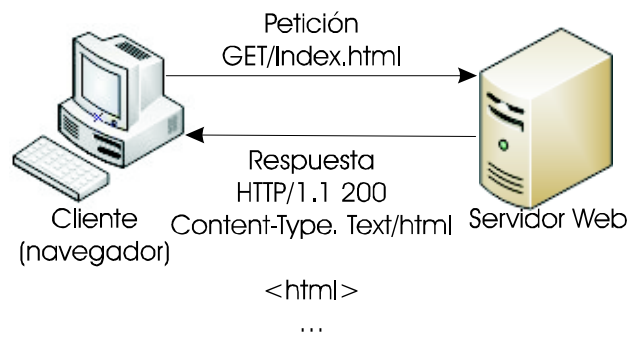 Petición
GET/Index.html
Respuesta
HTTP/1.1 200
Content-Type. Text/html
Cliente
(navegador)
Servidor Web
<html>
...